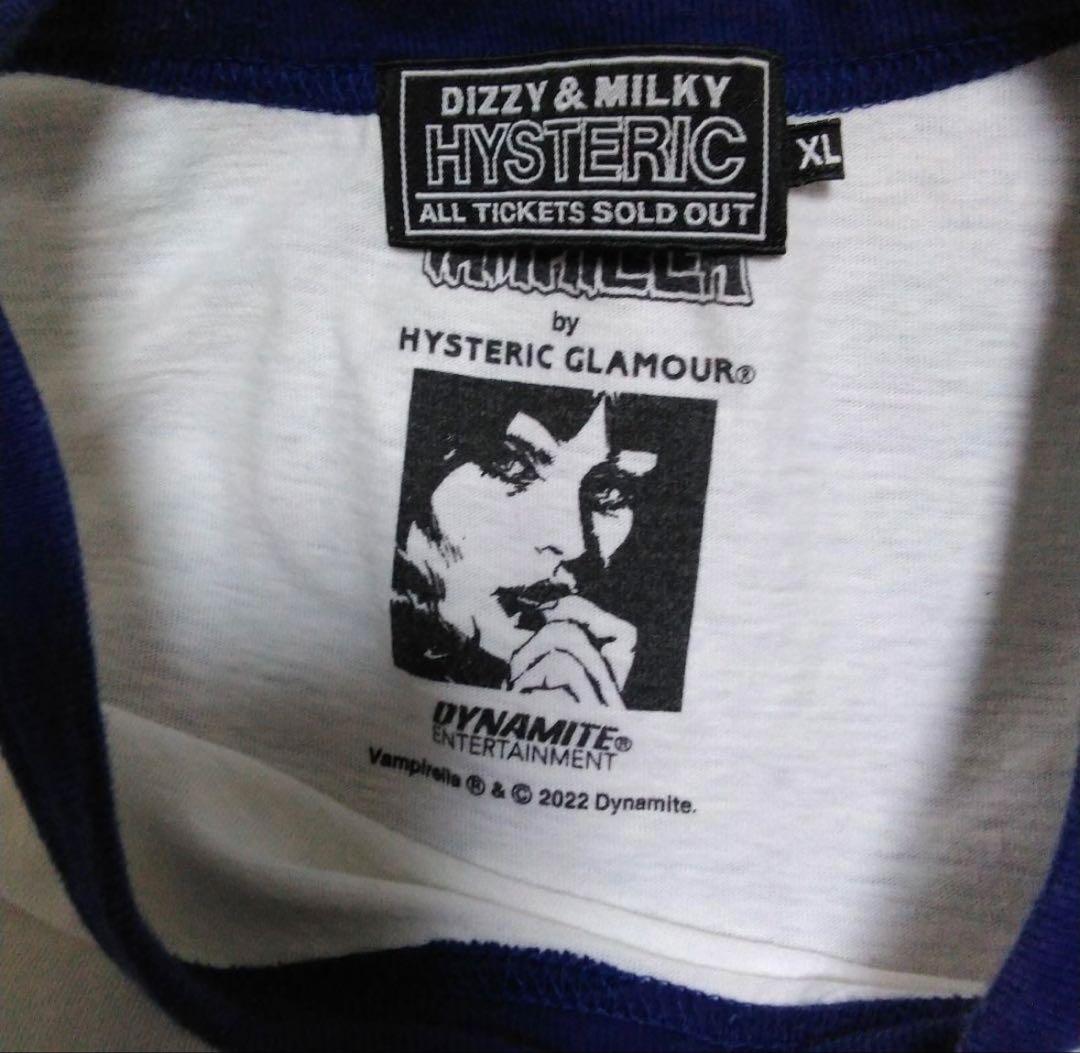 DIZZY & MILKY
HYSTERIC
ALL TICKETS SOLD OUT
XL
by
HYSTERIC GLAMOUR®
DYNAMITE®
ENTERTAINMENT
Vampirella ® & © 2022 Dynamite.